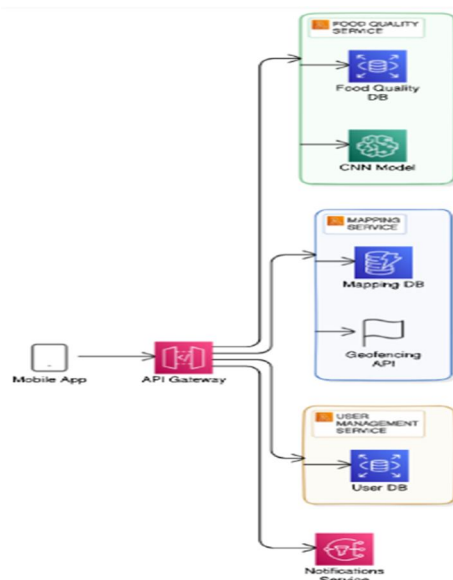 FOOD QUALITY
SERVICE
Food Quality
DB
CNN Model
MAPPING
SERVICE
Mapping DB
Geofencing
API
Mobile App
API Gateway
USER
MANAGEMENT
SERVICE
User DB
Notifications
Service